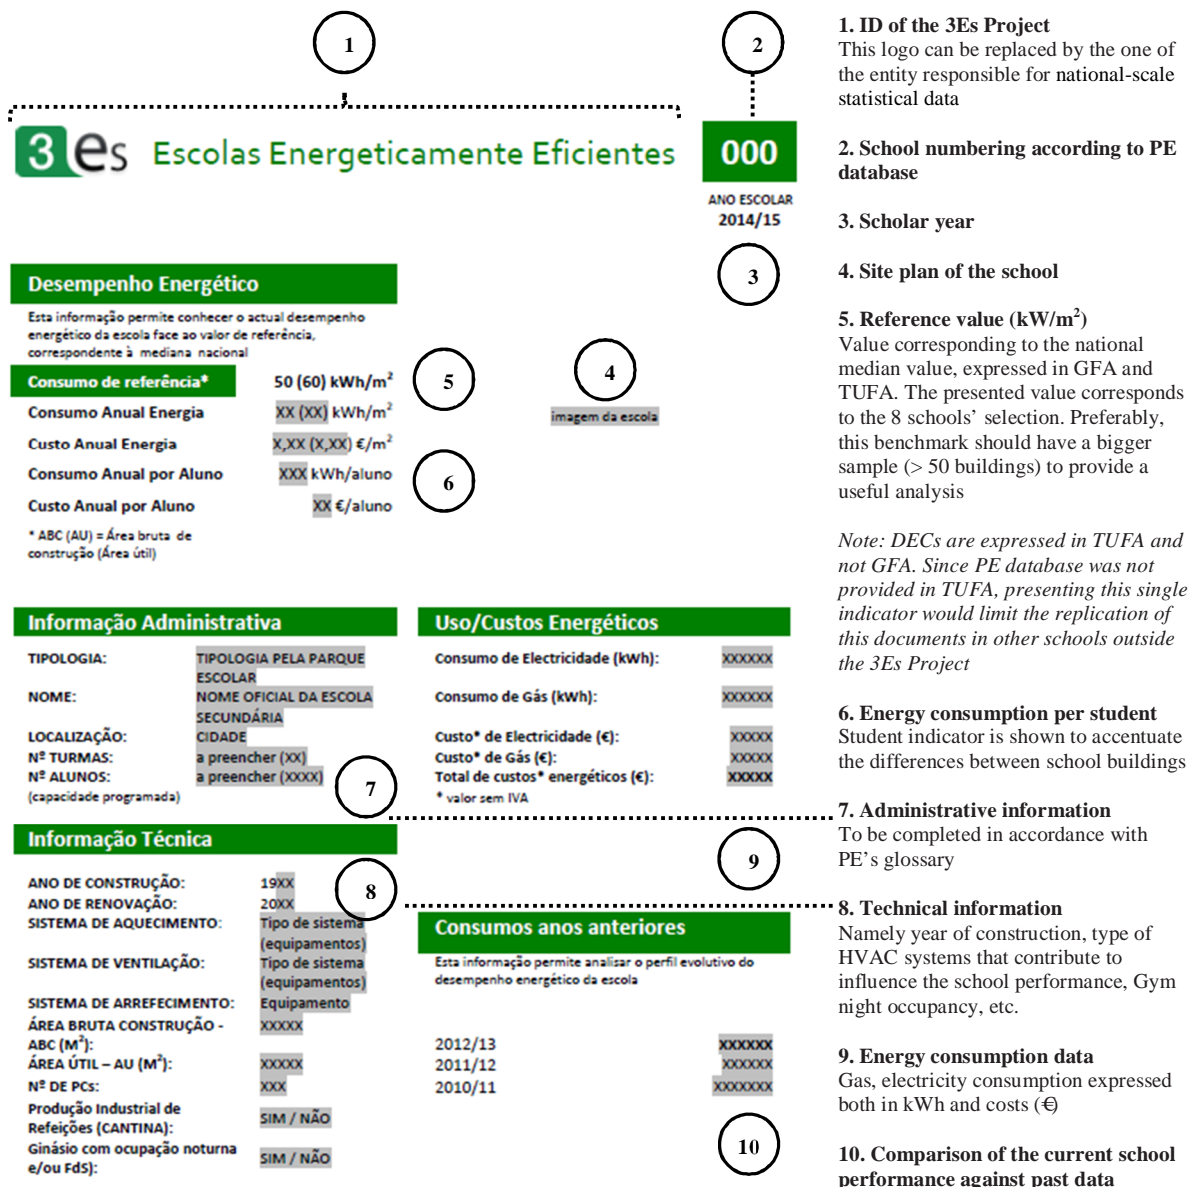 1
2
3 es Escolas Energeticamente Eficientes
000
ANO ESCOLAR
2014/15
3
Desempenho Energético
Esta informação permite conhecer o actual desempenho
energético da escola face ao valor de referência,
correspondente à mediana nacional
Consumo de referência* 50 (60) kWh/m²
5
Consumo Anual Energia XX (XX) kWh/m²
Custo Anual Energia X,XX (X,XX) €/m²
Consumo Anual por Aluno XXX kWh/aluno
6
Custo Anual por Aluno XX €/aluno
* ABC (AU) = Área bruta de
construção (Área útil)
4
imagem da escola
Informação Administrativa
TIPOLOGIA: TIPOLOGIA PELA PARQUE
ESCOLAR
NOME: NOME OFICIAL DA ESCOLA
SECUNDÁRIA
LOCALIZAÇÃO: CIDADE
Nº TURMAS: a preencher (XX)
Nº ALUNOS: a preencher (XXXX)
(capacidade programada)
7
Uso/Custos Energéticos
Consumo de Electricidade (kWh): XXXXXX
Consumo de Gás (kWh): XXXXXX
Custo* de Electricidade (€): XXXXX
Custo* de Gás (€): XXXXX
Total de custos* energéticos (€): XXXXX
* valor sem IVA
9
Informação Técnica
ANO DE CONSTRUÇÃO: 19XX
ANO DE RENOVAÇÃO: 20XX
8
SISTEMA DE AQUECIMENTO: Tipo de sistema
(equipamentos)
SISTEMA DE VENTILAÇÃO: Tipo de sistema
(equipamentos)
SISTEMA DE ARREFECIMENTO: Equipamento
ÁREA BRUTA CONSTRUÇÃO - XXXXX
ABC (M²):
ÁREA ÚTIL – AU (M²): XXXXX
Nº DE PCs: XXX
Produção Industrial de
Refeições (CANTINA): SIM / NÃO
Ginásio com ocupação noturna
e/ou FdS): SIM / NÃO
Consumos anos anteriores
Esta informação permite analisar o perfil evolutivo do
desempenho energético da escola
2012/13 XXXXXX
2011/12 XXXXXX
2010/11 XXXXXXX
10
1. ID of the 3Es Project
This logo can be replaced by the one of
the entity responsible for national-scale
statistical data
2. School numbering according to PE
database
3. Scholar year
4. Site plan of the school
5. Reference value (kW/m²)
Value corresponding to the national
median value, expressed in GFA and
TUFA. The presented value corresponds
to the 8 schools’ selection. Preferably,
this benchmark should have a bigger
sample (> 50 buildings) to provide a
useful analysis
Note: DECs are expressed in TUFA and
not GFA. Since PE database was not
provided in TUFA, presenting this single
indicator would limit the replication of
this documents in other schools outside
the 3Es Project
6. Energy consumption per student
Student indicator is shown to accentuate
the differences between school buildings
7. Administrative information
To be completed in accordance with
PE’s glossary
8. Technical information
Namely year of construction, type of
HVAC systems that contribute to
influence the school performance, Gym
night occupancy, etc.
9. Energy consumption data
Gas, electricity consumption expressed
both in kWh and costs (€)
10. Comparison of the current school
performance against past data